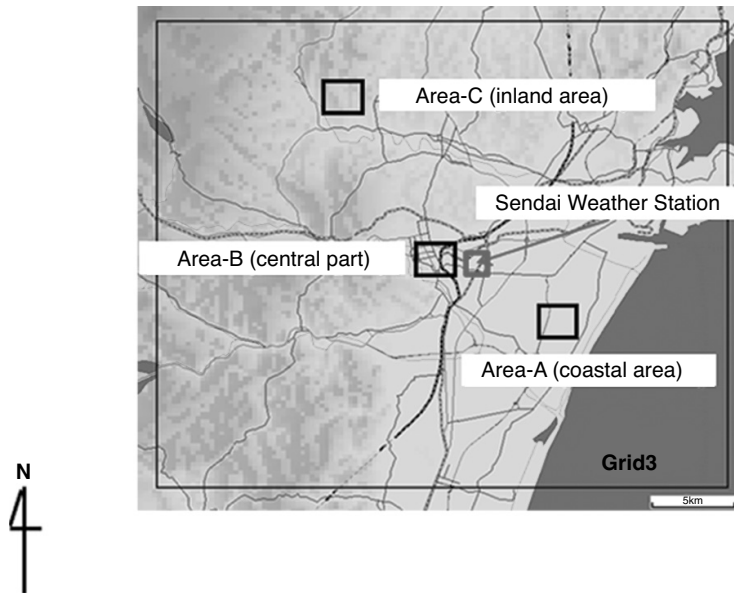 Area-C (inland area)
Sendai Weather Station
Area-B (central part)
Area-A (coastal area)
Grid3
5km
N